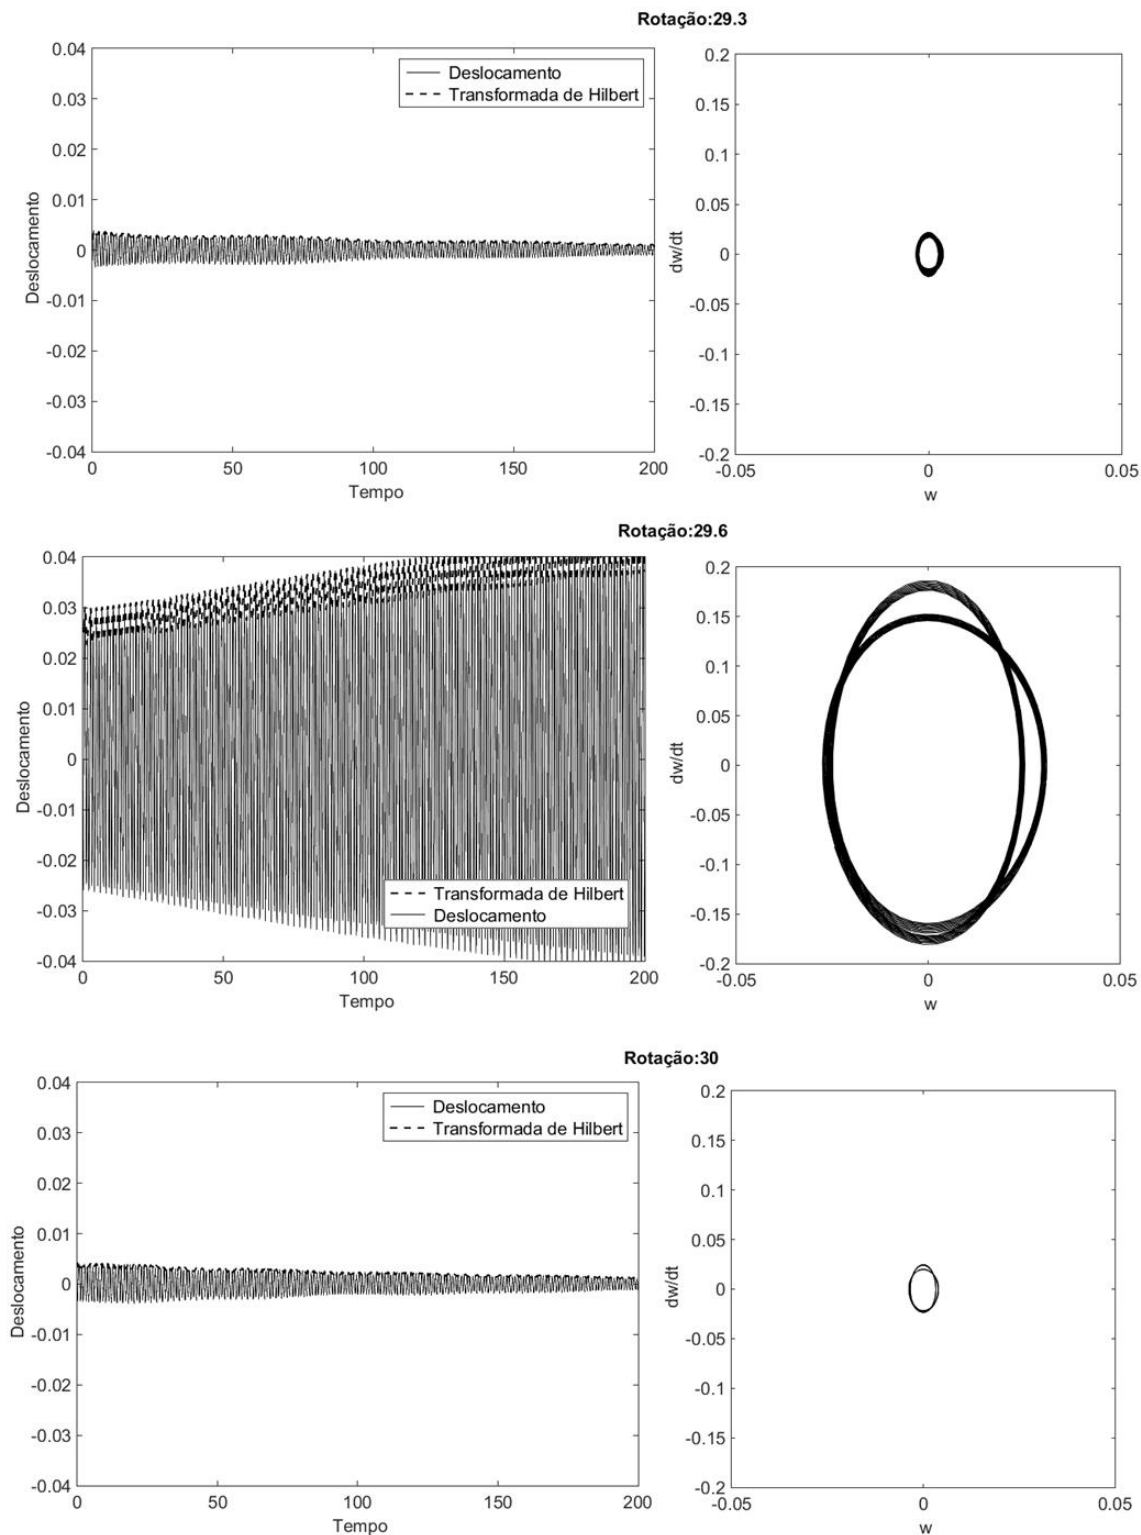 Rotação:29.3
0.04
0.03
0.02
0.01
0
-0.01
-0.02
-0.03
-0.04
Deslocamento
Deslocamento
Transformada de Hilbert
0 50 100 150 200
Tempo
0.2
0.15
0.1
0.05
0
-0.05
-0.1
-0.15
-0.2
dw/dt
-0.05 0 0.05
w
Rotação:29.6
0.04
0.03
0.02
0.01
0
-0.01
-0.02
-0.03
-0.04
Deslocamento
Transformada de Hilbert
Deslocamento
0 50 100 150 200
Tempo
0.2
0.15
0.1
0.05
0
-0.05
-0.1
-0.15
-0.2
dw/dt
-0.05 0 0.05
w
Rotação:30
0.04
0.03
0.02
0.01
0
-0.01
-0.02
-0.03
-0.04
Deslocamento
Deslocamento
Transformada de Hilbert
0 50 100 150 200
Tempo
0.2
0.15
0.1
0.05
0
-0.05
-0.1
-0.15
-0.2
dw/dt
-0.05 0 0.05
w